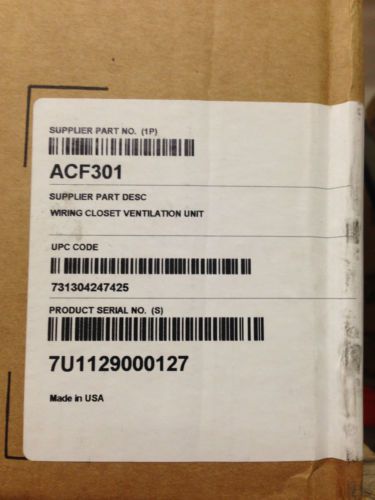 SUPPLIER PART NO. (1P)
ACF301
SUPPLIER PART DESC
WIRING CLOSET VENTILATION UNIT
UPC CODE
731304247425
PRODUCT SERIAL NO. (S)
7U1129000127
Made in USA